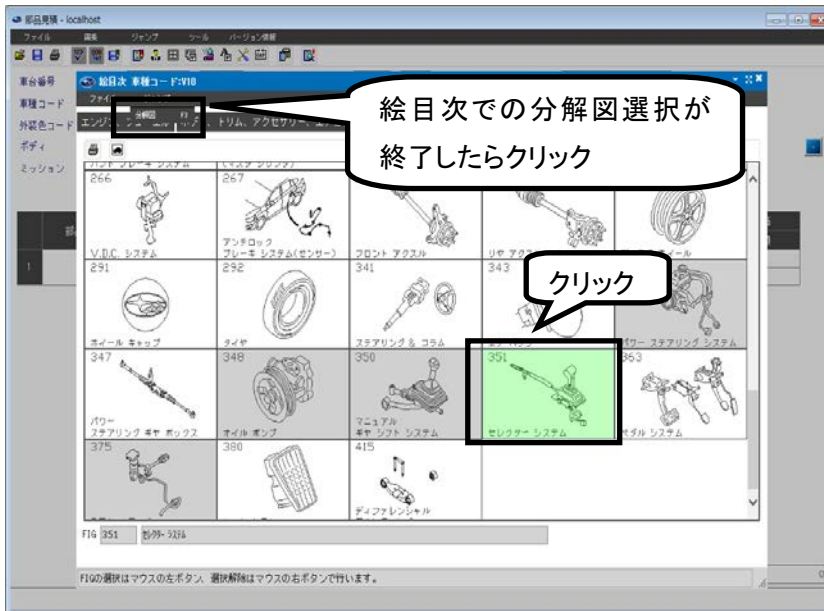 部品見積 - localhost
ファイル 編集 ジャンプ ツール バージョン情報
車台番号
車種コード
外装色コード
ボディ
ミッション
絵目次 車種コード:V10
分解図 F3
絵目次での分解図選択が
終了したらクリック
266
V.D.C. システム
267
アンチロック
ブレーキ システム(センサー)
フロント アクスル
291
ホイール キャップ
292
タイヤ
341
ステアリング & コラム
343
クリック
パワー ステアリング システム
347
パワー
ステアリング ギヤ ボックス
348
オイル ポンプ
350
マニュアル
ギヤ シフト システム
351
セレクター システム
363
ペダル システム
375
380
415
ディファレンシャル
FIG 351 セレクター システム
FIGの選択はマウスの左ボタン、選択解除はマウスの右ボタンで行います。
1